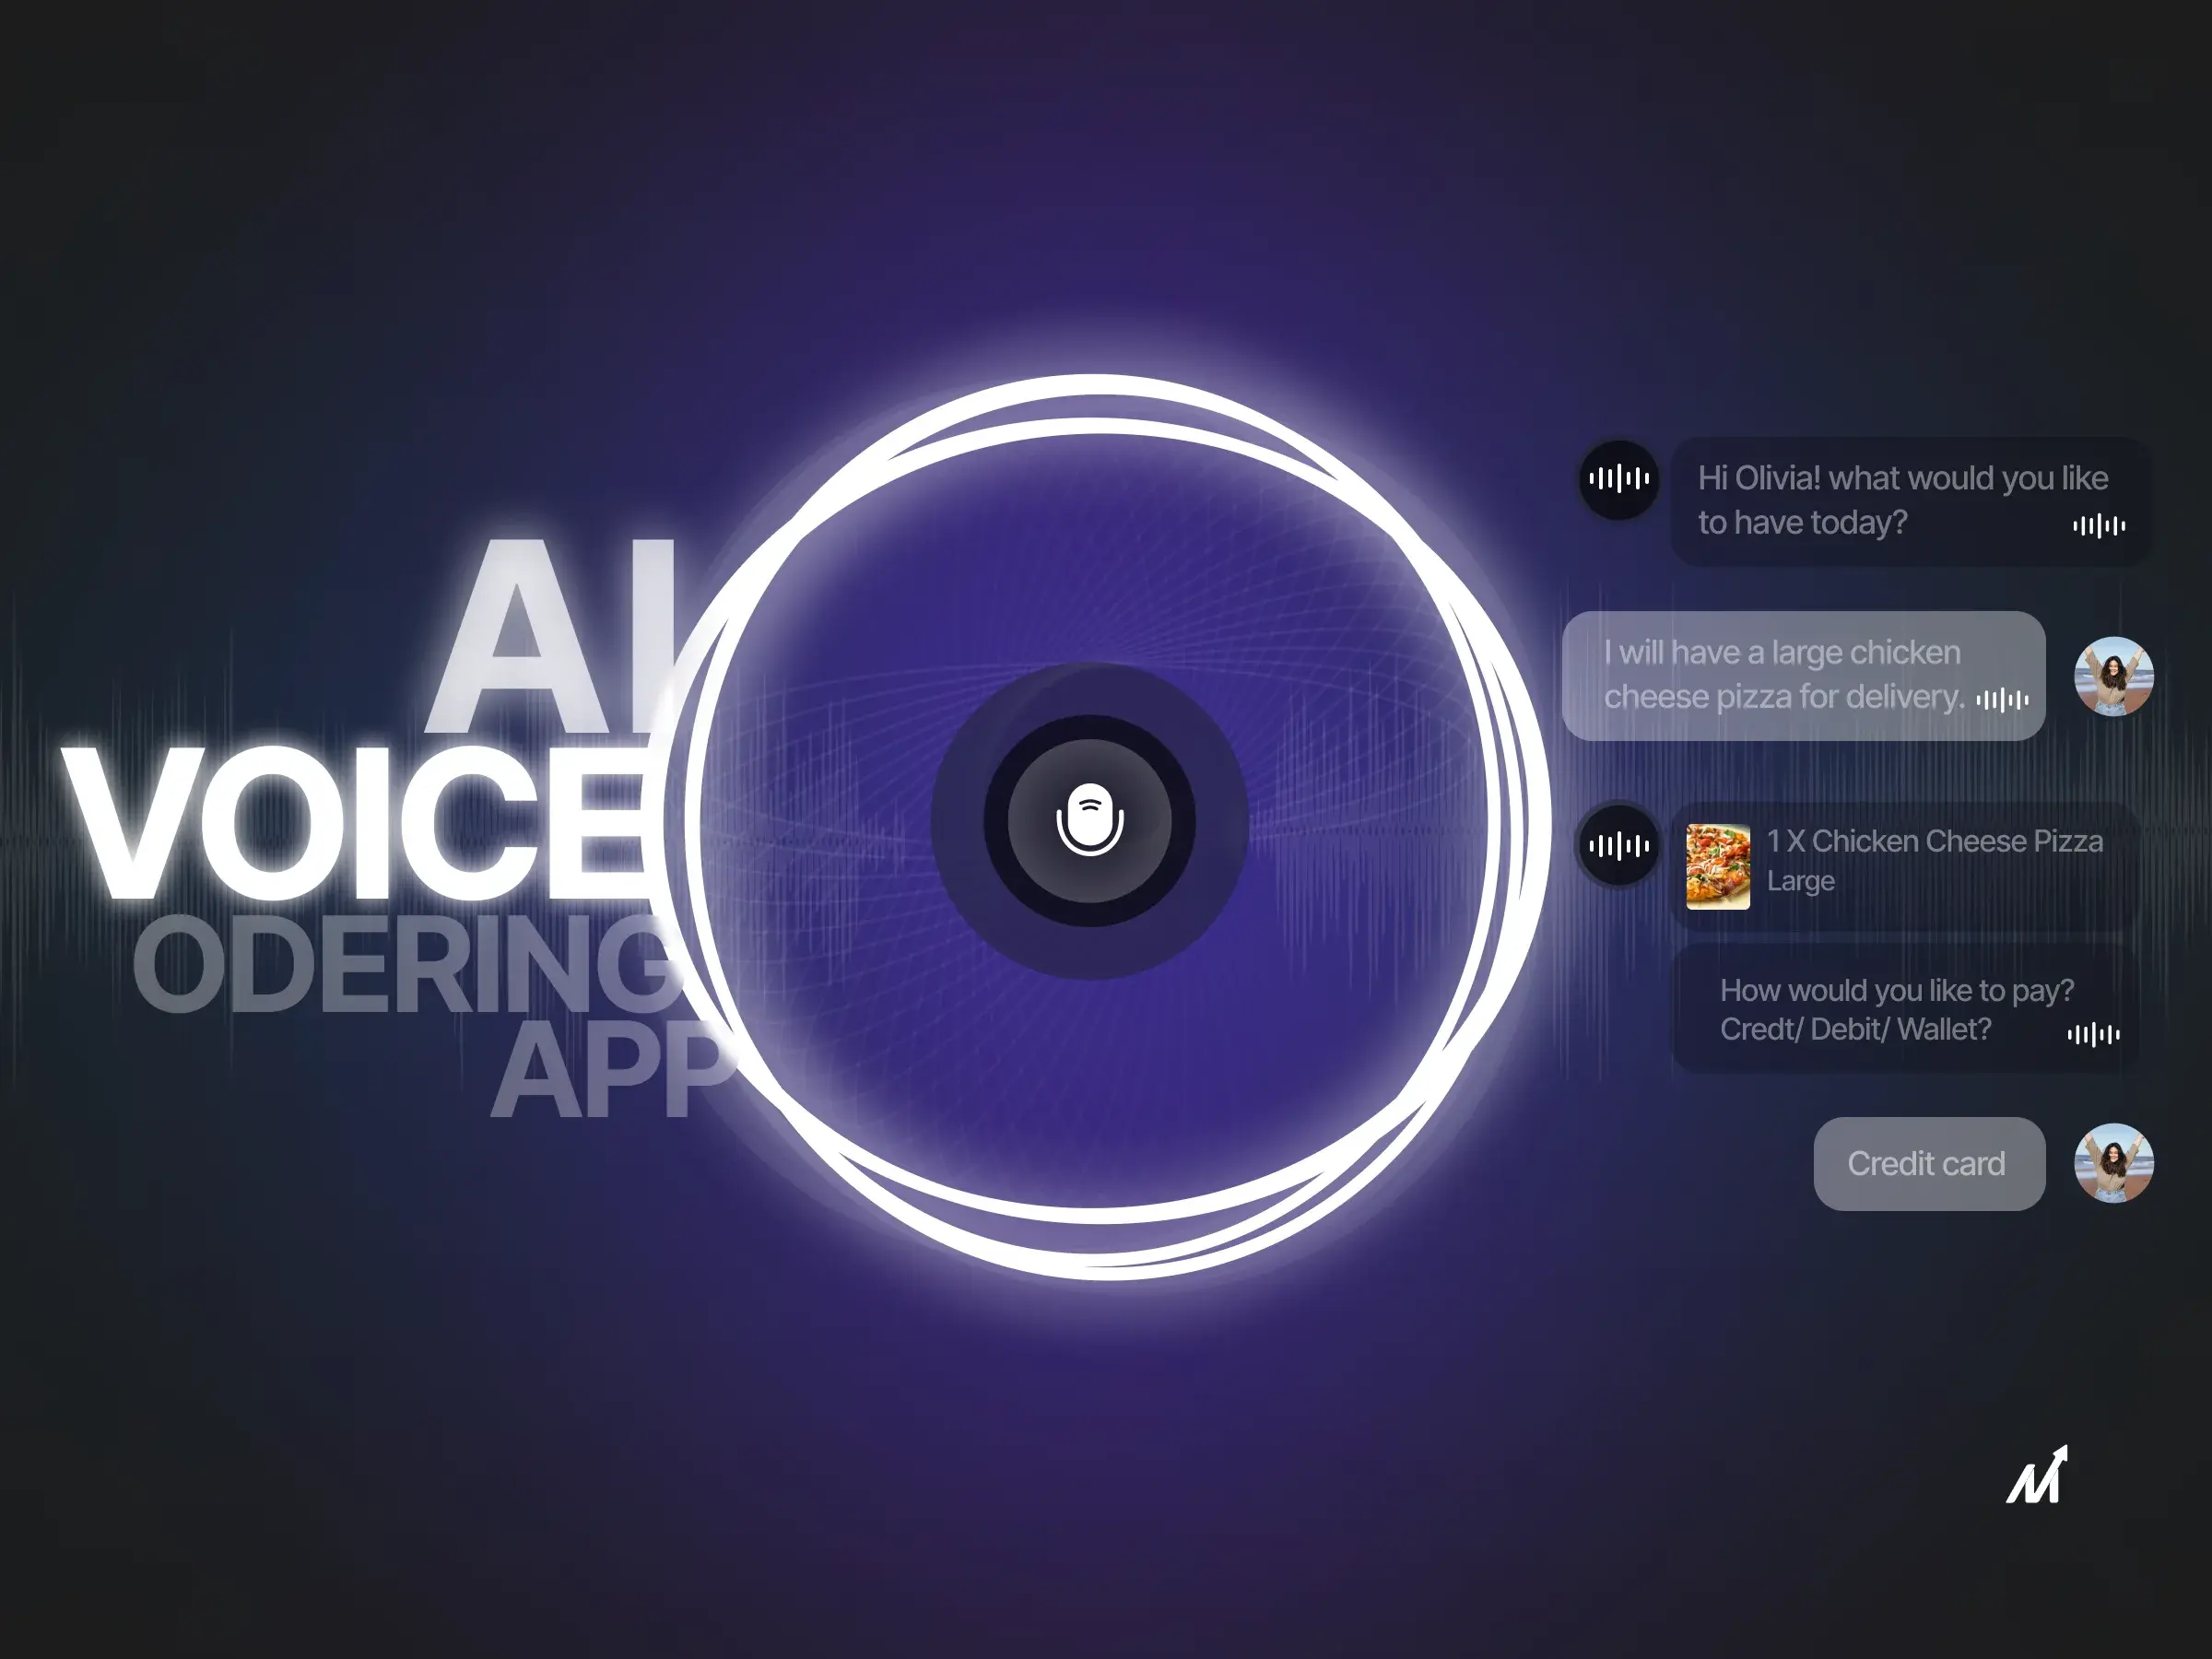 AI
VOICE
ODERING
APP
Hi Olivia! what would you like
to have today?
I will have a large chicken
cheese pizza for delivery.
1 X Chicken Cheese Pizza
Large
How would you like to pay?
Credt/ Debit/ Wallet?
Credit card